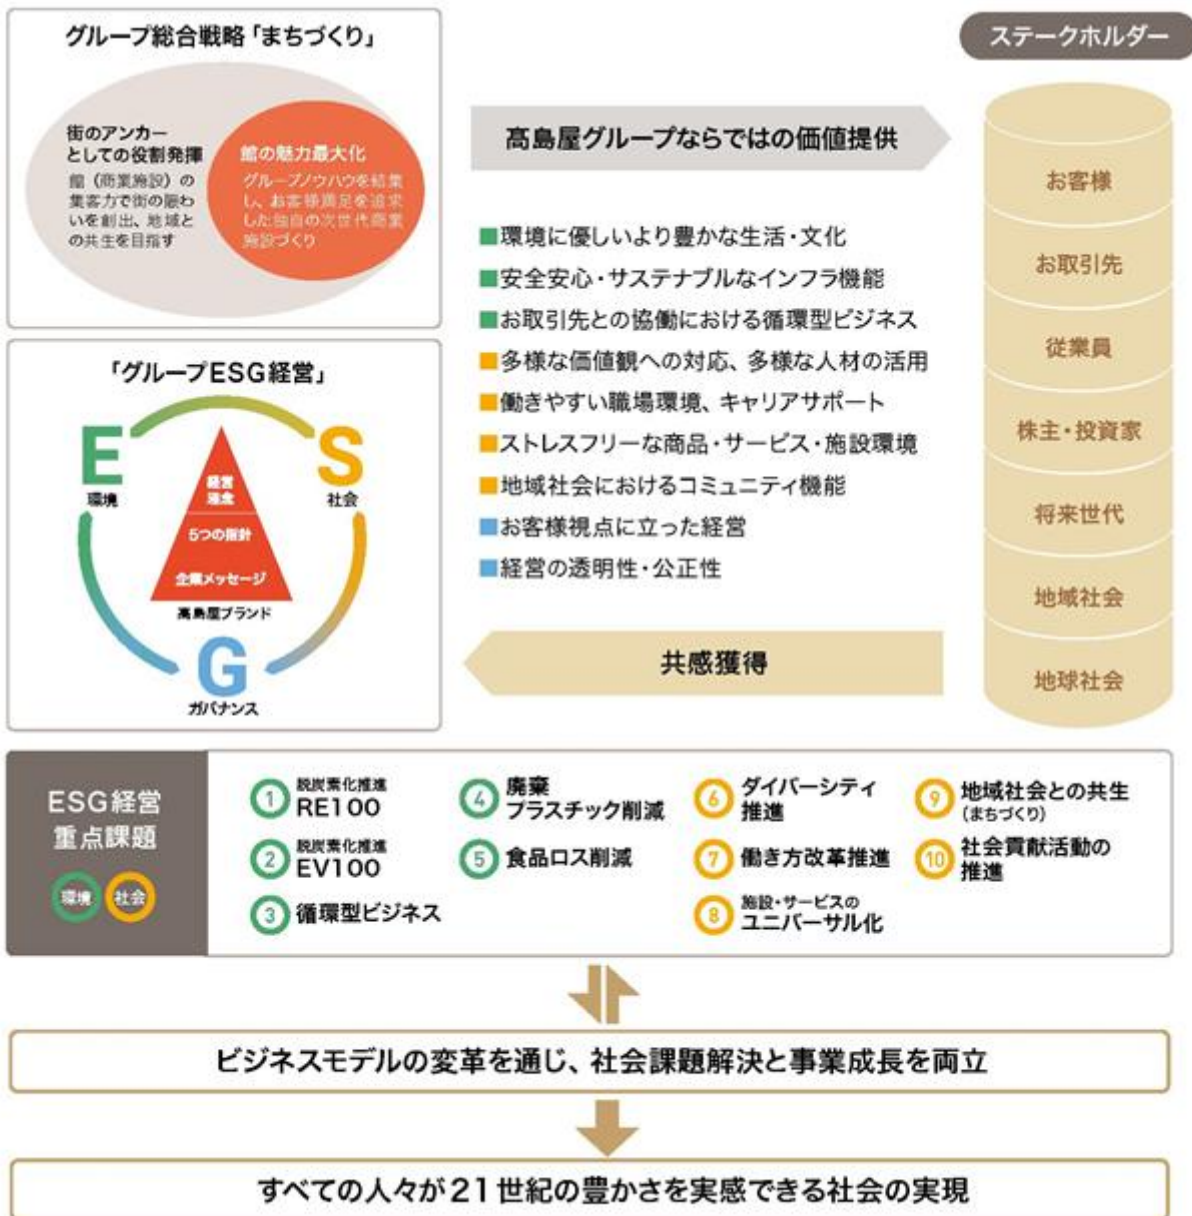 グループ総合戦略「まちづくり」
街のアンカー
としての役割発揮
館（商業施設）の
集客力で街の賑わ
いを創出、地域と
の共生を目指す
館の魅力最大化
グループノウハウを結集
し、お客様満足を追求
した独自の次世代商業
施設づくり
「グループESG経営」
E
環境
S
社会
経営
理念
5つの指針
企業メッセージ
髙島屋ブランド
G
ガバナンス
髙島屋グループならではの価値提供
■環境に優しいより豊かな生活・文化
■安全安心・サステナブルなインフラ機能
■お取引先との協働における循環型ビジネス
■多様な価値観への対応、多様な人材の活用
■働きやすい職場環境、キャリアサポート
■ストレスフリーな商品・サービス・施設環境
■地域社会におけるコミュニティ機能
■お客様視点に立った経営
■経営の透明性・公正性
共感獲得
ステークホルダー
お客様
お取引先
従業員
株主・投資家
将来世代
地域社会
地球社会
ESG経営
重点課題
環境 社会
1 脱炭素化推進
RE100
2 脱炭素化推進
EV100
3 循環型ビジネス
4 廃棄
プラスチック削減
5 食品ロス削減
6 ダイバーシティ
推進
7 働き方改革推進
8 施設・サービスの
ユニバーサル化
9 地域社会との共生
（まちづくり）
10 社会貢献活動の
推進
ビジネスモデルの変革を通じ、社会課題解決と事業成長を両立
すべての人々が21世紀の豊かさを実感できる社会の実現